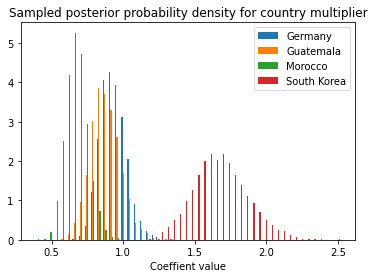 Sampled posterior probability density for country multiplier
Germany
Guatemala
Morocco
South Korea
5
4
3
2
1
0
0.5
1.0
1.5
2.0
2.5
Coeffient value